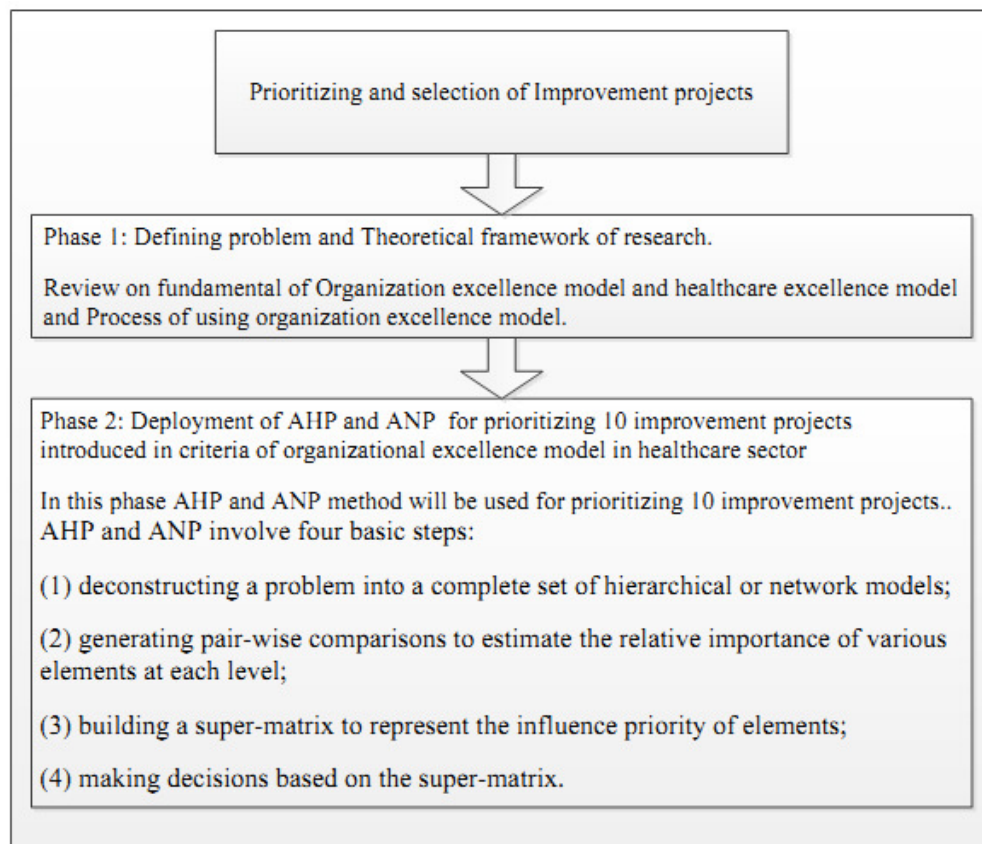 Prioritizing and selection of Improvement projects
Phase 1: Defining problem and Theoretical framework of research.
Review on fundamental of Organization excellence model and healthcare excellence model
and Process of using organization excellence model.
Phase 2: Deployment of AHP and ANP for prioritizing 10 improvement projects
introduced in criteria of organizational excellence model in healthcare sector
In this phase AHP and ANP method will be used for prioritizing 10 improvement projects..
AHP and ANP involve four basic steps:
(1) deconstructing a problem into a complete set of hierarchical or network models;
(2) generating pair-wise comparisons to estimate the relative importance of various
elements at each level;
(3) building a super-matrix to represent the influence priority of elements;
(4) making decisions based on the super-matrix.